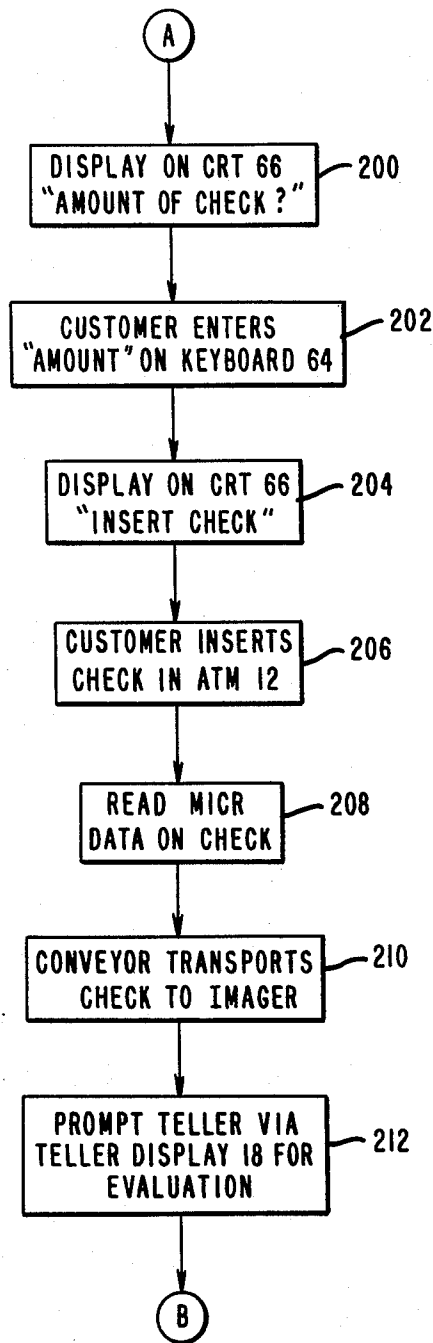 A
DISPLAY ON CRT 66
"AMOUNT OF CHECK?"
200
CUSTOMER ENTERS
"AMOUNT" ON KEYBOARD 64
202
DISPLAY ON CRT 66
"INSERT CHECK"
204
CUSTOMER INSERTS
CHECK IN ATM 12
206
READ MICR
DATA ON CHECK
208
CONVEYOR TRANSPORTS
CHECK TO IMAGER
210
PROMPT TELLER VIA
TELLER DISPLAY 18 FOR
EVALUATION
212
B